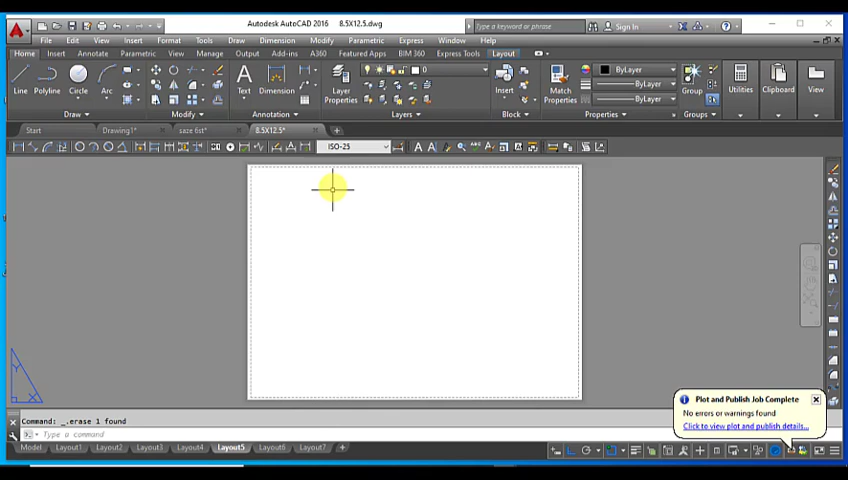 Autodesk AutoCAD 2016 8.5X12.5.dwg
Type a keyword or phrase
Sign In
File Edit View Insert Format Tools Draw Dimension Modify Parametric Express Window Help
Home Insert Annotate Parametric View Manage Output Add-ins A360 Featured Apps BIM 360 Express Tools Layout
Line Polyline Circle Arc
Text Dimension
Layer Properties
0
Insert
Match Properties
ByLayer
ByLayer
ByLayer
Group
Utilities Clipboard View
Draw Modify Annotation Layers Block Properties Groups
Start Drawing1* saze 6st* 8.5X12.5*
A A A
ISO-25
Y
X
Plot and Publish Job Complete
No errors or warnings found
Click to view plot and publish details...
Command: _.erase 1 found
Type a command
Model Layout1 Layout2 Layout3 Layout4 Layout5 Layout6 Layout7